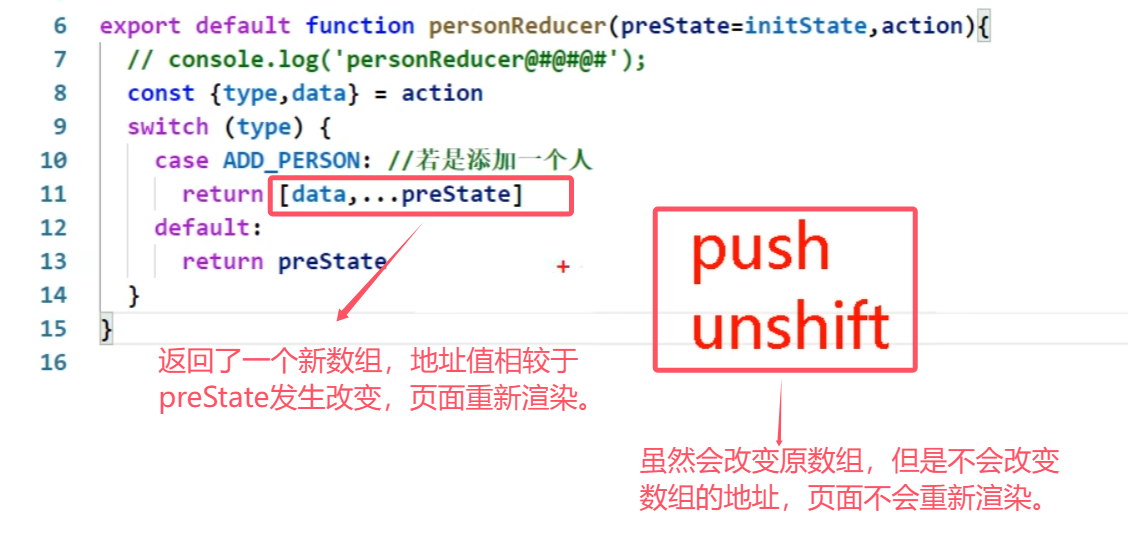 6 export default function personReducer(preState=initState,action){
7 // console.log('personReducer@#@#@#');
8 const {type,data} = action
9 switch (type) {
10 case ADD_PERSON: //若是添加一个人
11 return [data,...preState]
12 default:
13 return preState
14 }
15 }
16
push
unshift
返回了一个新数组，地址值相较于
preState发生改变，页面重新渲染。
虽然会改变原数组，但是不会改变
数组的地址，页面不会重新渲染。